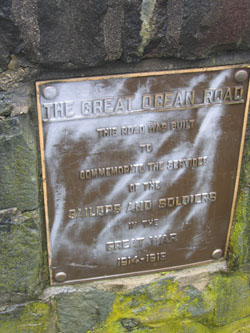 THE GREAT OCEAN ROAD
THIS ROAD WAS BUILT
TO
COMMEMORATE THE SERVICES
OF THE
SAILORS AND SOLDIERS
IN THE
GREAT WAR
1914-1918